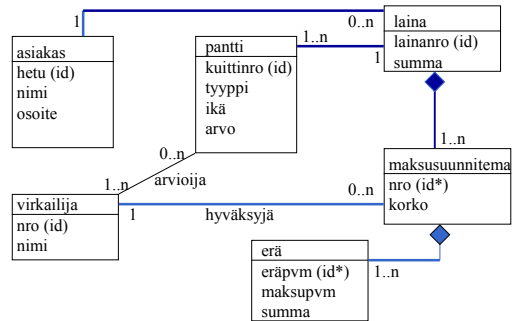 1
0..n
laina
lainanro (id)
summa
asiakas
hetu (id)
nimi
osoite
pantti
kuittinro (id)
tyyppi
ikä
arvo
1..n
1
1..n
0..n
arvioija
1..n
virkailija
nro (id)
nimi
1
hyväksyjä
0..n
maksusuunnitema
nro (id*)
korko
erä
eräpvm (id*)
maksupvm
summa
1..n